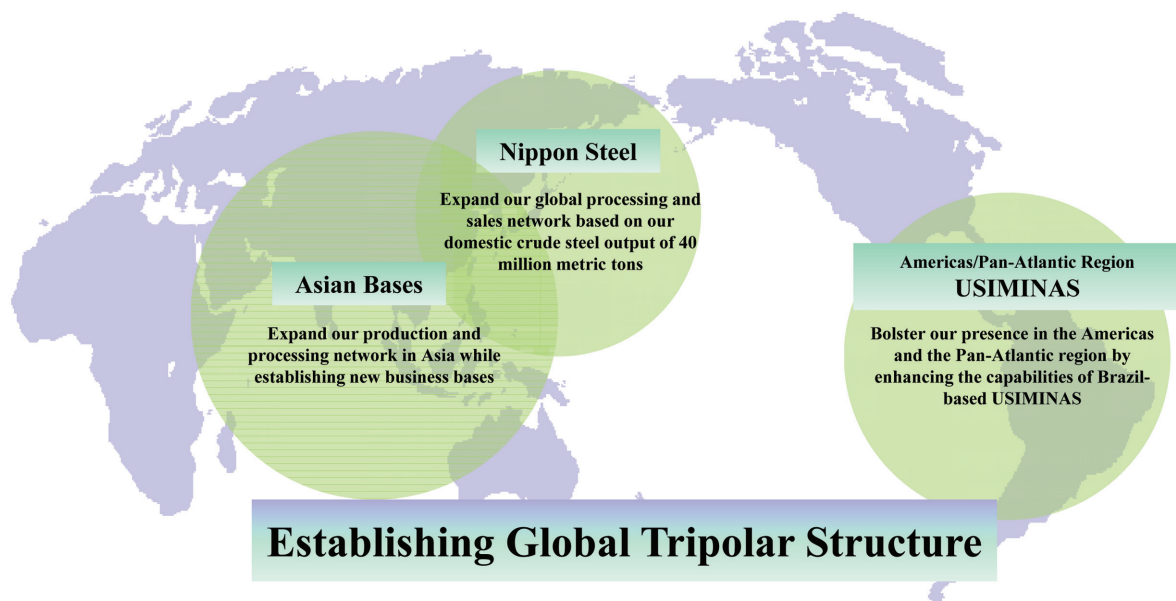 Nippon Steel
Expand our global processing and
sales network based on our
domestic crude steel output of 40
million metric tons
Asian Bases
Expand our production and
processing network in Asia while
establishing new business bases
Americas/Pan-Atlantic Region
USIMINAS
Bolster our presence in the Americas
and the Pan-Atlantic region by
enhancing the capabilities of Brazil-
based USIMINAS
Establishing Global Tripolar Structure